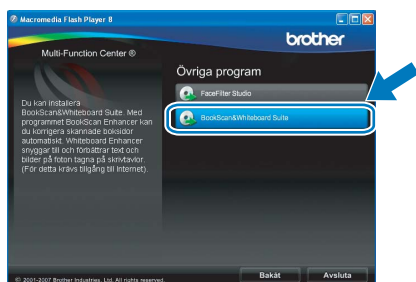 Macromedia Flash Player 8
brother
Multi-Function Center ®
Övriga program
FaceFilter Studio
BookScan&Whiteboard Suite
Du kan installera
BookScan&Whiteboard Suite. Med
programmet BookScan Enhancer kan
du korrigera skannade boksidor
automatiskt. Whiteboard Enhancer
snyggar till och förbättrar text och
bilder på foton tagna på skrivtavlor.
(För detta krävs tillgång till Internet).
© 2001-2007 Brother Industries, Ltd. All rights reserved.
Bakåt
Avsluta